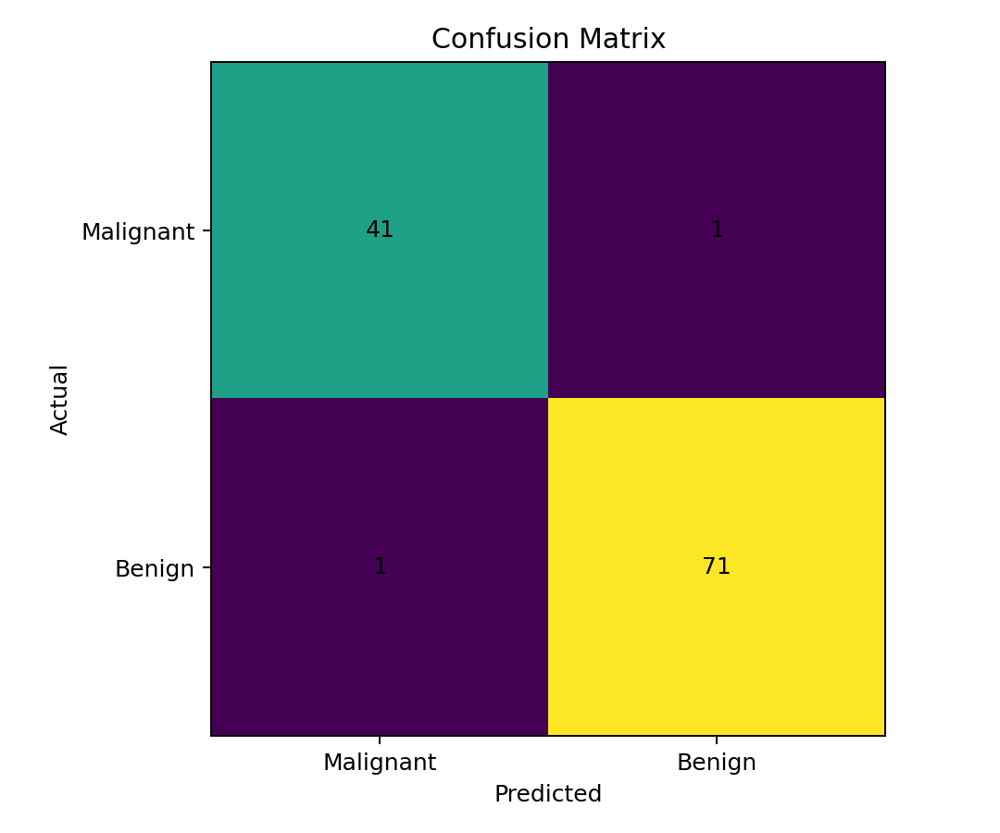 Confusion Matrix
Malignant
41
1
Actual
Benign
1
71
Malignant
Benign
Predicted